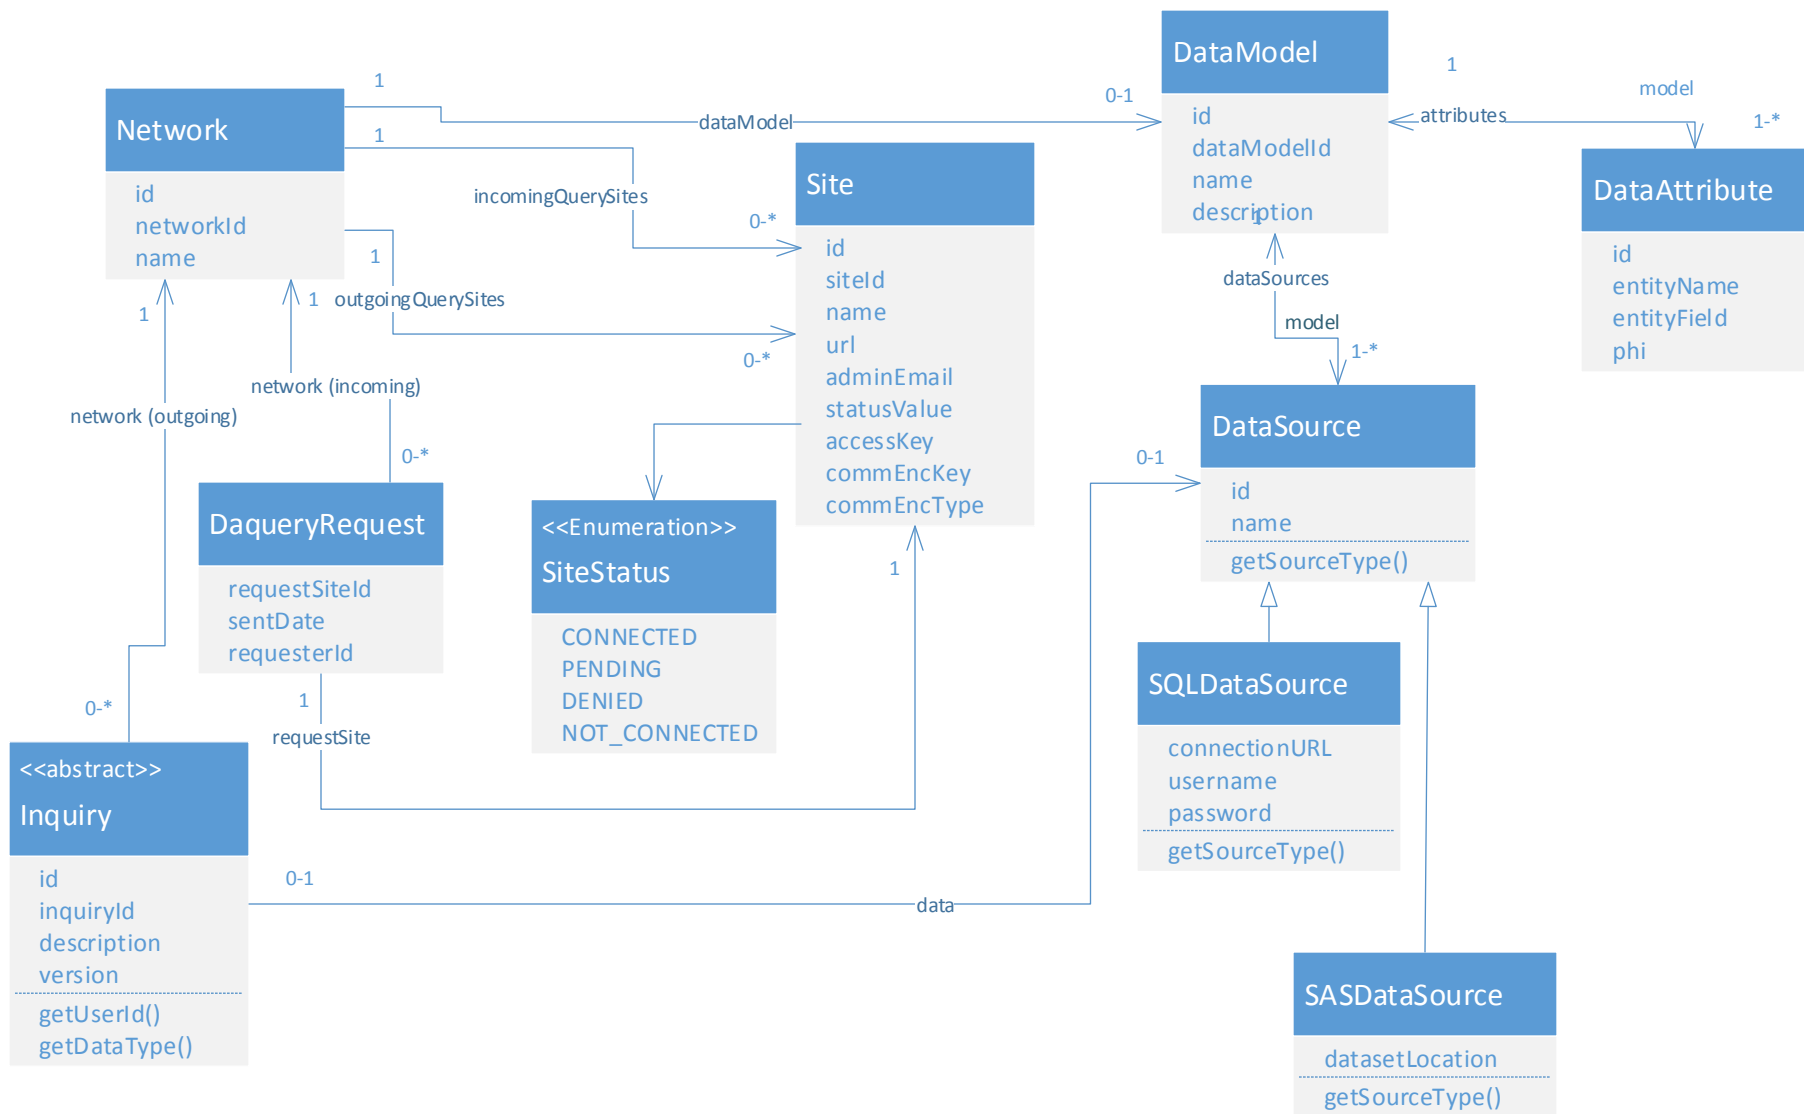 DataModel
id
dataModelId
name
description
1
1
0-1
dataModel
1
attributes
model
1-*
Network
id
networkId
name
1
incomingQuerySites
0-*
1
outgoingQuerySites
0-*
Site
id
siteId
name
url
adminEmail
statusValue
accessKey
commEncKey
commEncType
DataAttribute
id
entityName
entityField
phi
dataSources
model
1-*
1
network (outgoing)
0-*
1
network (incoming)
0-*
DaqueryRequest
requestSiteId
sentDate
requesterId
1
requestSite
1
<<Enumeration>>
SiteStatus
CONNECTED
PENDING
DENIED
NOT_CONNECTED
DataSource
id
name
getSourceType()
0-1
SQLDataSource
connectionURL
username
password
getSourceType()
<<abstract>>
Inquiry
id
inquiryId
description
version
getUserId()
getDataType()
0-1
data
SASDataSource
datasetLocation
getSourceType()